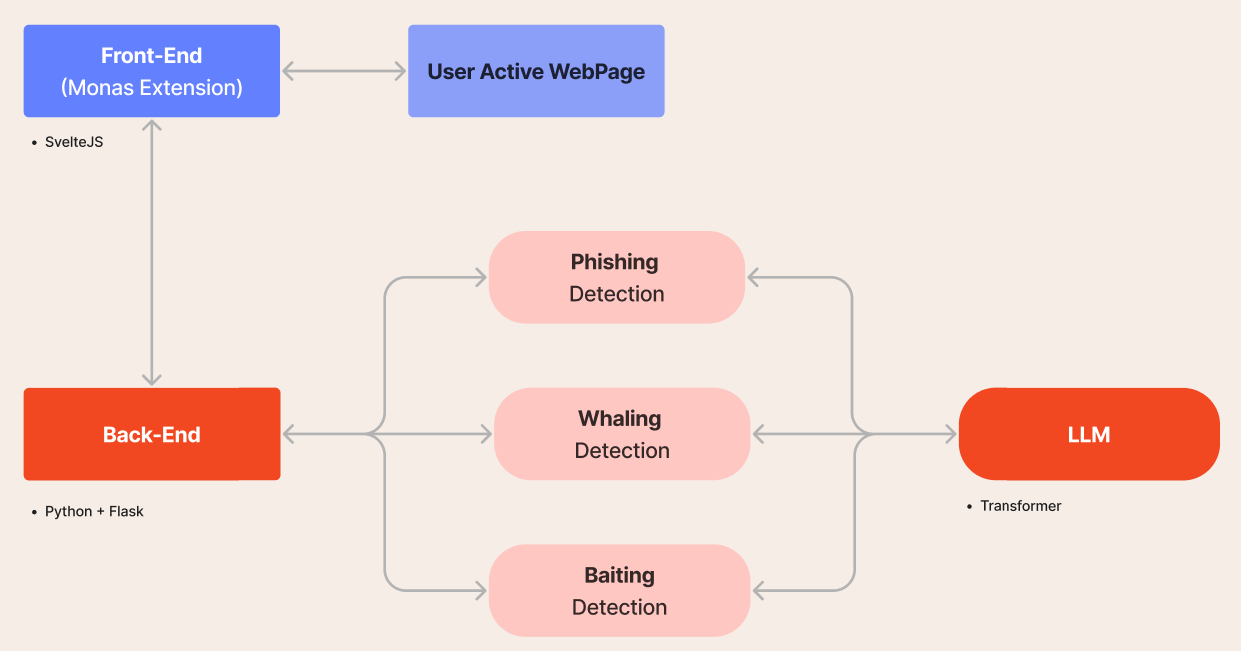 Front-End
(Monas Extension)
User Active WebPage
• SvelteJS
Phishing
Detection
Back-End
Whaling
Detection
LLM
• Python + Flask
• Transformer
Baiting
Detection